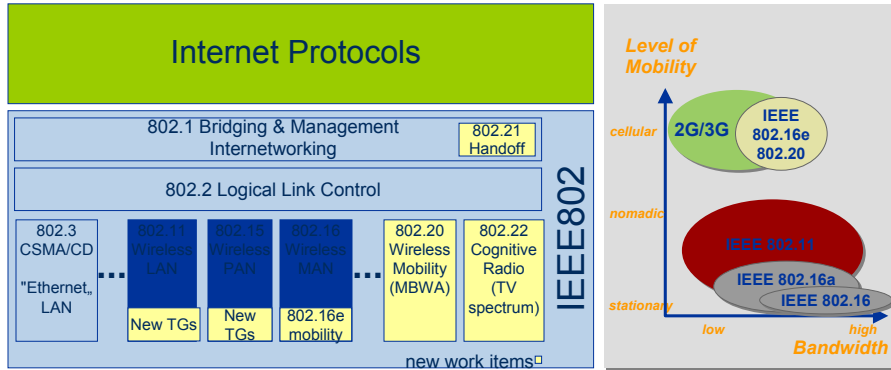 Internet Protocols
802.1 Bridging & Management
Internetworking
802.21
Handoff
802.2 Logical Link Control
IEEE802
802.3
CSMA/CD
"Ethernet„
LAN
...
802.11
Wireless
LAN
New TGs
802.15
Wireless
PAN
New
TGs
802.16
Wireless
MAN
802.16e
mobility
...
802.20
Wireless
Mobility
(MBWA)
802.22
Cognitive
Radio
(TV
spectrum)
new work items
Level of
Mobility
cellular
2G/3G
IEEE
802.16e
802.20
nomadic
IEEE 802.11
IEEE 802.16a
IEEE 802.16
stationary
low
high
Bandwidth